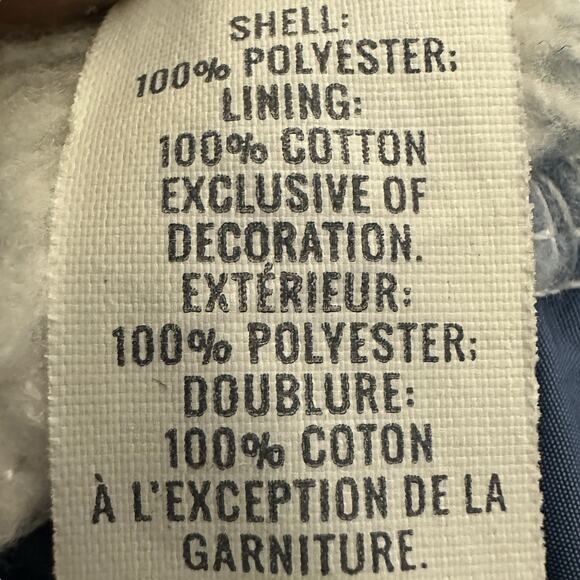 SHELL:
100% POLYESTER;
LINING:
100% COTTON
EXCLUSIVE OF
DECORATION.
EXTÉRIEUR:
100% POLYESTER;
DOUBLURE:
100% COTON
À L'EXCEPTION DE LA
GARNITURE.